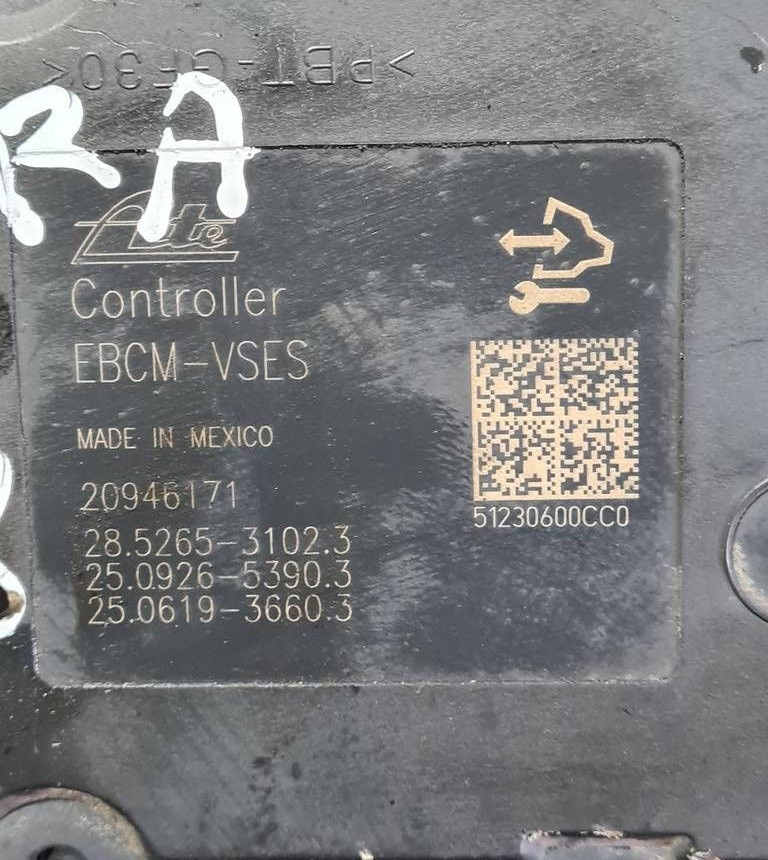 >PBT-GF30<
RA
Ate
Controller
EBCM-VSES
MADE IN MEXICO
20946171
28.5265-3102.3
25.0926-5390.3
25.0619-3660.3
51230600CC0